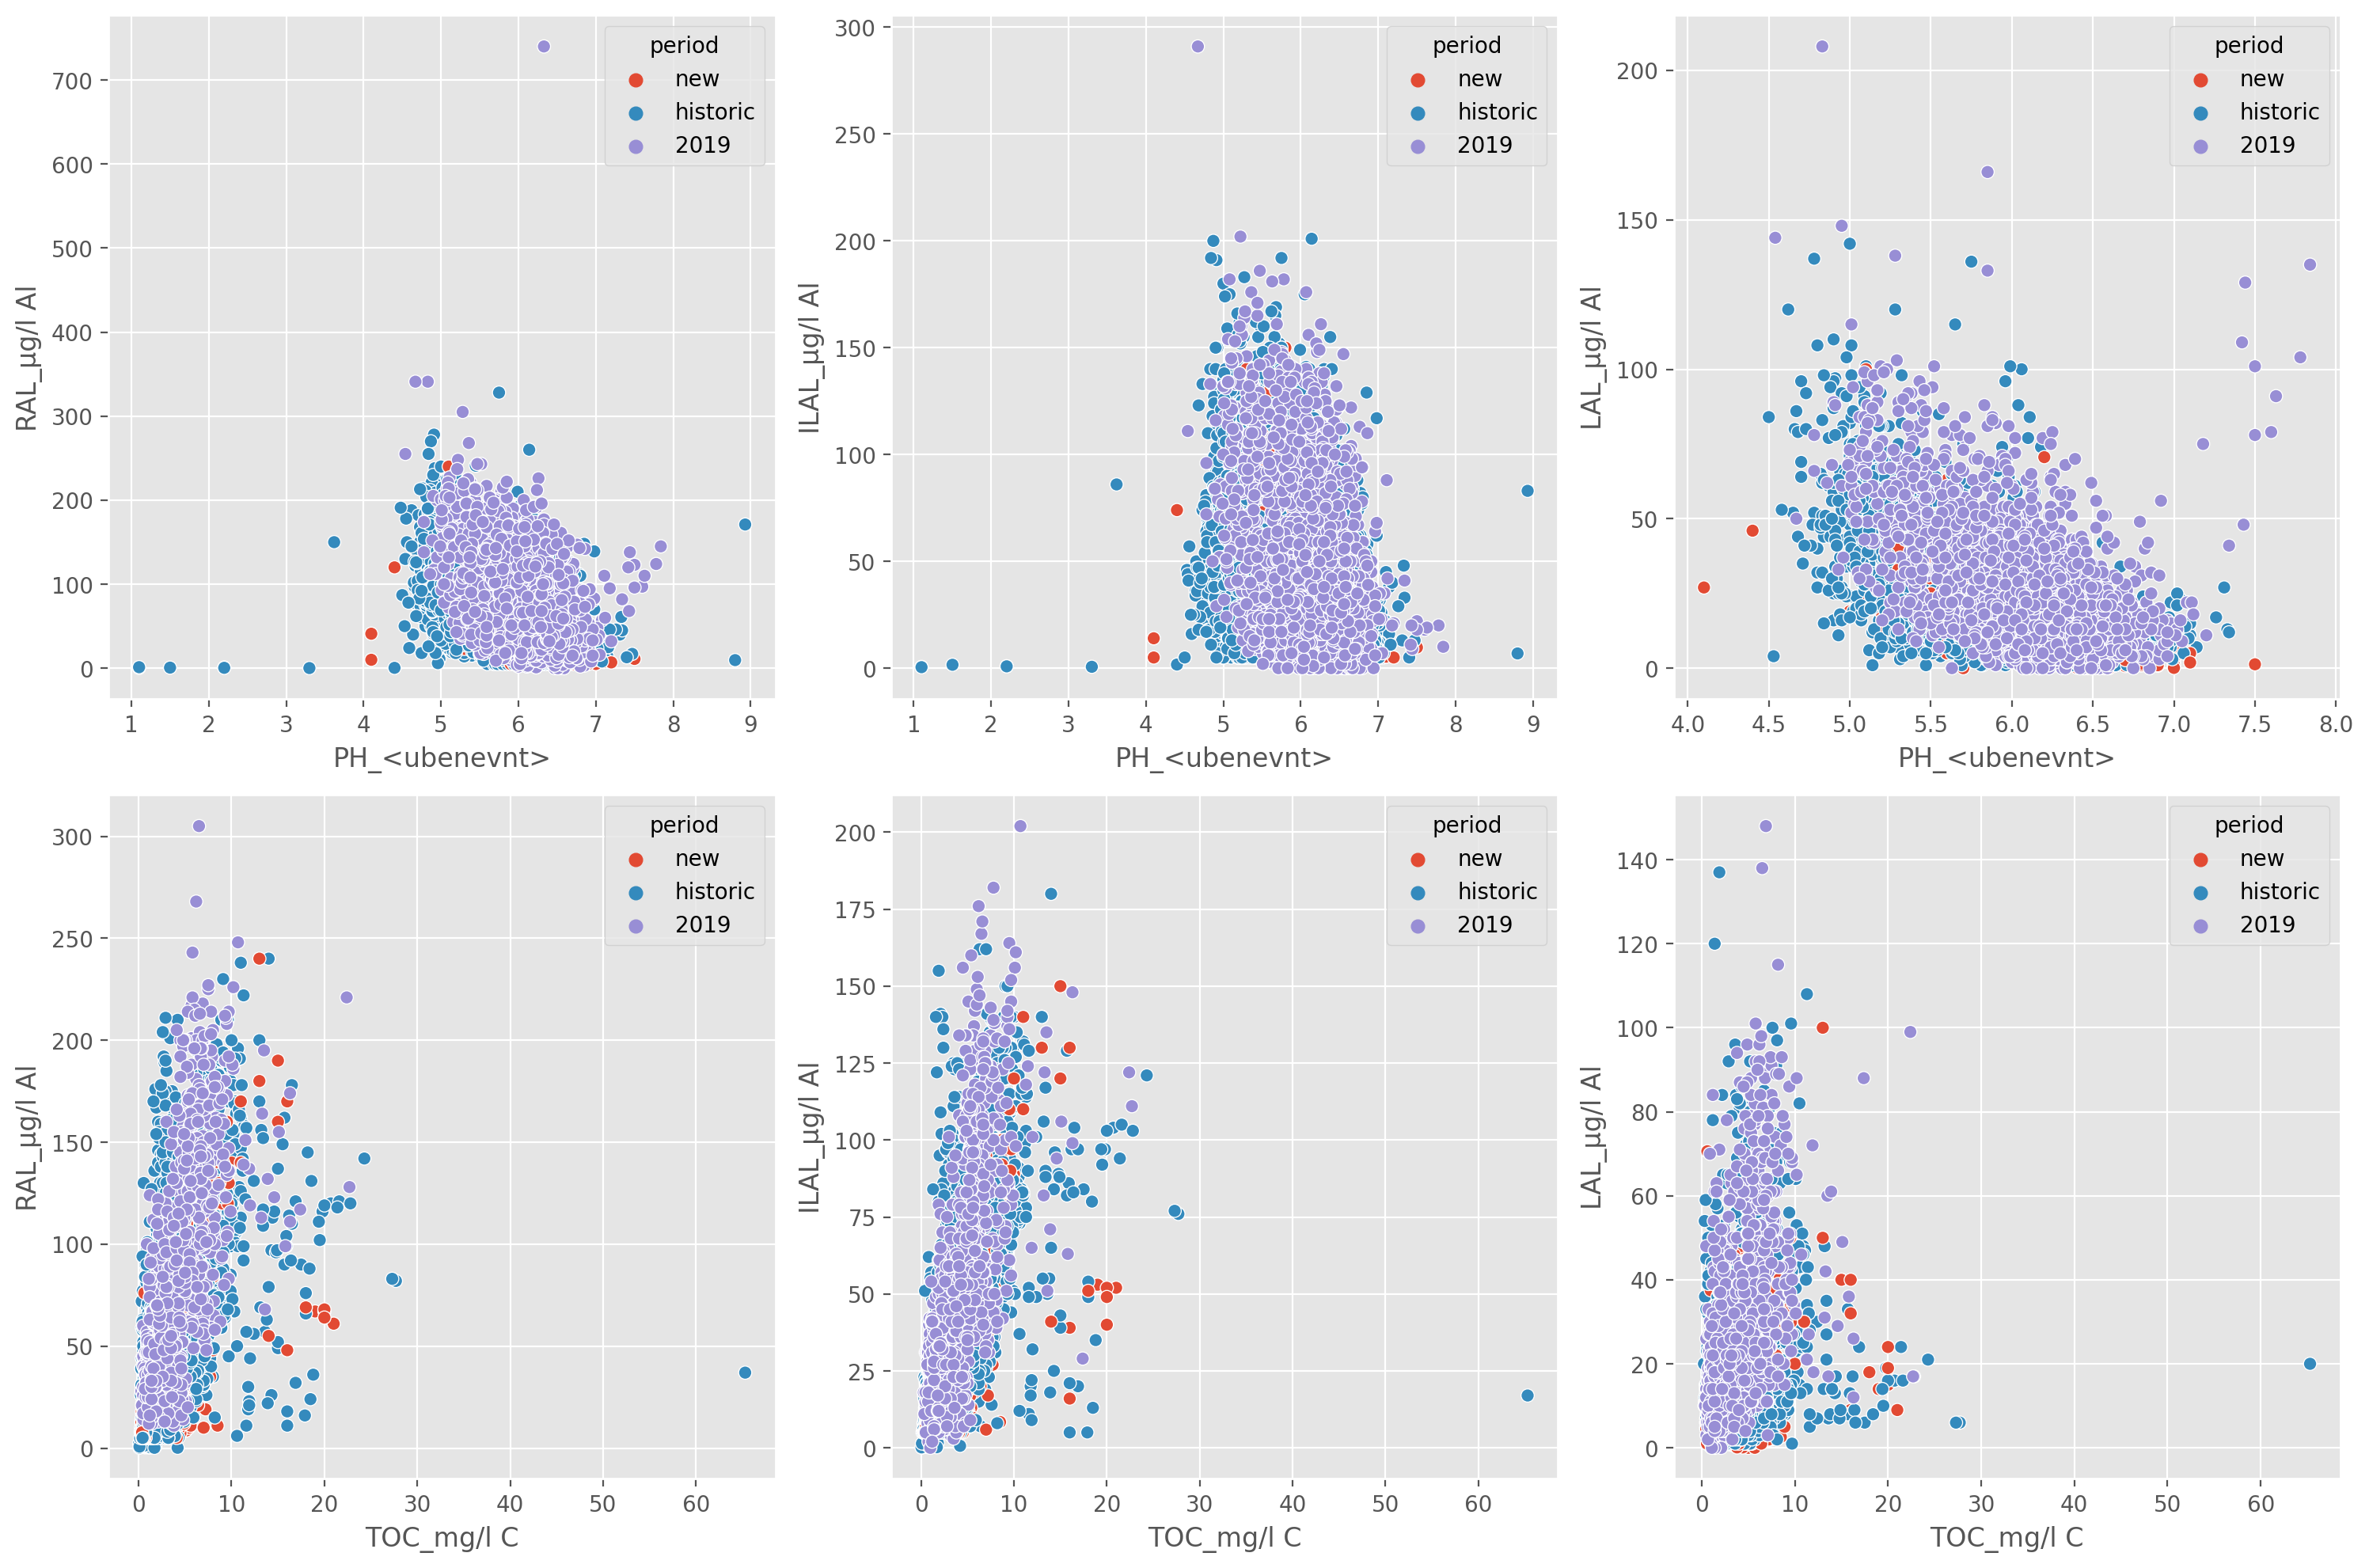 RAL_µg/l Al
700
600
500
400
300
200
100
0
1 2 3 4 5 6 7 8 9
PH_<ubenevnt>
period
new
historic
2019
ILAL_µg/l Al
300
250
200
150
100
50
0
1 2 3 4 5 6 7 8 9
PH_<ubenevnt>
period
new
historic
2019
LAL_µg/l Al
200
150
100
50
0
4.0 4.5 5.0 5.5 6.0 6.5 7.0 7.5 8.0
PH_<ubenevnt>
period
new
historic
2019
RAL_µg/l Al
300
250
200
150
100
50
0
0 10 20 30 40 50 60
TOC_mg/l C
period
new
historic
2019
ILAL_µg/l Al
200
175
150
125
100
75
50
25
0
0 10 20 30 40 50 60
TOC_mg/l C
period
new
historic
2019
LAL_µg/l Al
140
120
100
80
60
40
20
0
0 10 20 30 40 50 60
TOC_mg/l C
period
new
historic
2019